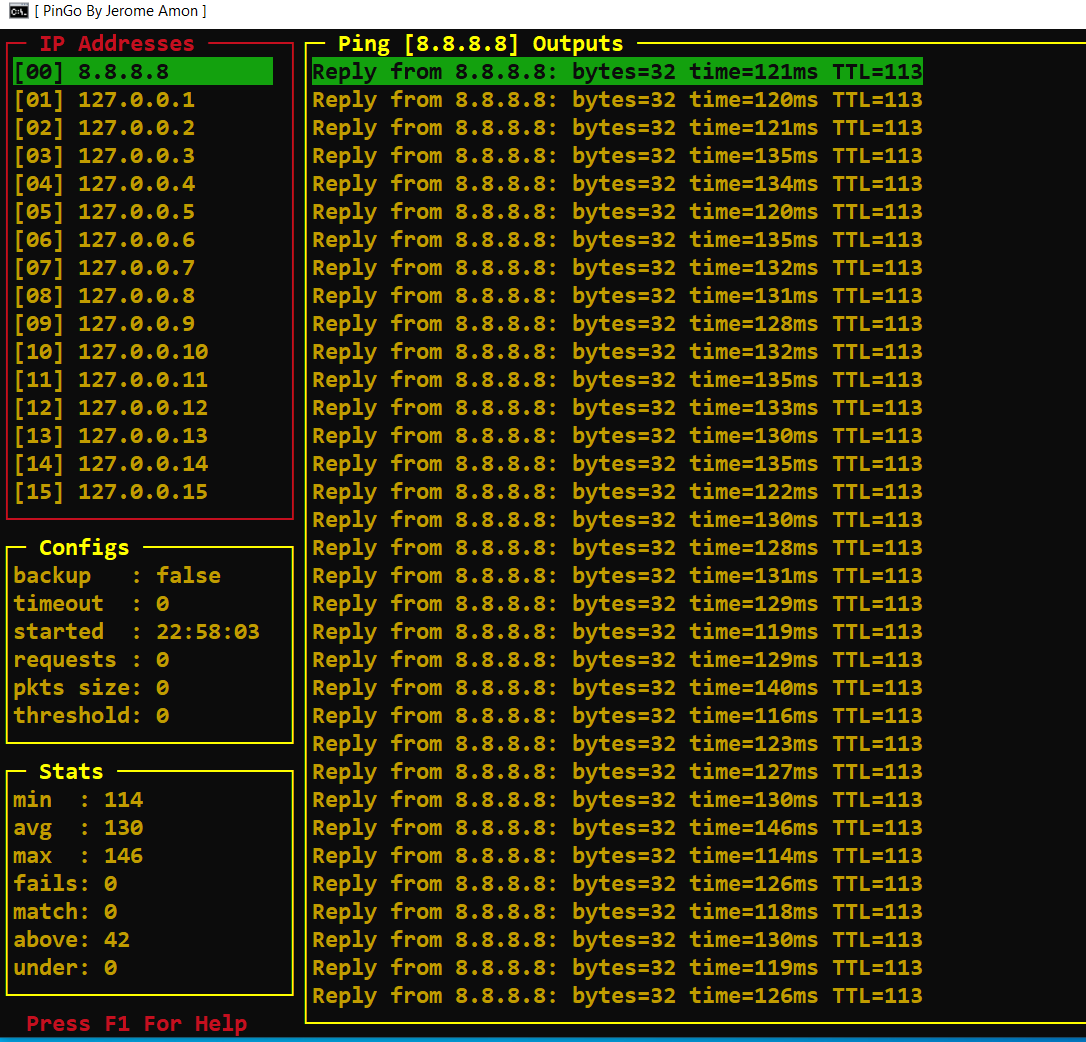 [ PinGo By Jerome Amon ]
IP Addresses
[00] 8.8.8.8
[01] 127.0.0.1
[02] 127.0.0.2
[03] 127.0.0.3
[04] 127.0.0.4
[05] 127.0.0.5
[06] 127.0.0.6
[07] 127.0.0.7
[08] 127.0.0.8
[09] 127.0.0.9
[10] 127.0.0.10
[11] 127.0.0.11
[12] 127.0.0.12
[13] 127.0.0.13
[14] 127.0.0.14
[15] 127.0.0.15
Configs
backup : false
timeout : 0
started : 22:58:03
requests : 0
pkts size: 0
threshold: 0
Stats
min : 114
avg : 130
max : 146
fails: 0
match: 0
above: 42
under: 0
Press F1 For Help
Ping [8.8.8.8] Outputs
Reply from 8.8.8.8: bytes=32 time=121ms TTL=113
Reply from 8.8.8.8: bytes=32 time=120ms TTL=113
Reply from 8.8.8.8: bytes=32 time=121ms TTL=113
Reply from 8.8.8.8: bytes=32 time=135ms TTL=113
Reply from 8.8.8.8: bytes=32 time=134ms TTL=113
Reply from 8.8.8.8: bytes=32 time=120ms TTL=113
Reply from 8.8.8.8: bytes=32 time=135ms TTL=113
Reply from 8.8.8.8: bytes=32 time=132ms TTL=113
Reply from 8.8.8.8: bytes=32 time=131ms TTL=113
Reply from 8.8.8.8: bytes=32 time=128ms TTL=113
Reply from 8.8.8.8: bytes=32 time=132ms TTL=113
Reply from 8.8.8.8: bytes=32 time=135ms TTL=113
Reply from 8.8.8.8: bytes=32 time=133ms TTL=113
Reply from 8.8.8.8: bytes=32 time=130ms TTL=113
Reply from 8.8.8.8: bytes=32 time=135ms TTL=113
Reply from 8.8.8.8: bytes=32 time=122ms TTL=113
Reply from 8.8.8.8: bytes=32 time=130ms TTL=113
Reply from 8.8.8.8: bytes=32 time=128ms TTL=113
Reply from 8.8.8.8: bytes=32 time=131ms TTL=113
Reply from 8.8.8.8: bytes=32 time=129ms TTL=113
Reply from 8.8.8.8: bytes=32 time=119ms TTL=113
Reply from 8.8.8.8: bytes=32 time=129ms TTL=113
Reply from 8.8.8.8: bytes=32 time=140ms TTL=113
Reply from 8.8.8.8: bytes=32 time=116ms TTL=113
Reply from 8.8.8.8: bytes=32 time=123ms TTL=113
Reply from 8.8.8.8: bytes=32 time=127ms TTL=113
Reply from 8.8.8.8: bytes=32 time=130ms TTL=113
Reply from 8.8.8.8: bytes=32 time=146ms TTL=113
Reply from 8.8.8.8: bytes=32 time=114ms TTL=113
Reply from 8.8.8.8: bytes=32 time=126ms TTL=113
Reply from 8.8.8.8: bytes=32 time=118ms TTL=113
Reply from 8.8.8.8: bytes=32 time=130ms TTL=113
Reply from 8.8.8.8: bytes=32 time=119ms TTL=113
Reply from 8.8.8.8: bytes=32 time=126ms TTL=113